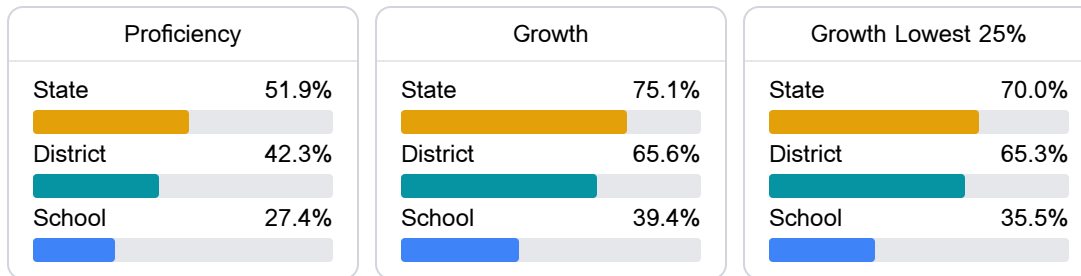 Proficiency
State 51.9%
District 42.3%
School 27.4%
Growth
State 75.1%
District 65.6%
School 39.4%
Growth Lowest 25%
State 70.0%
District 65.3%
School 35.5%